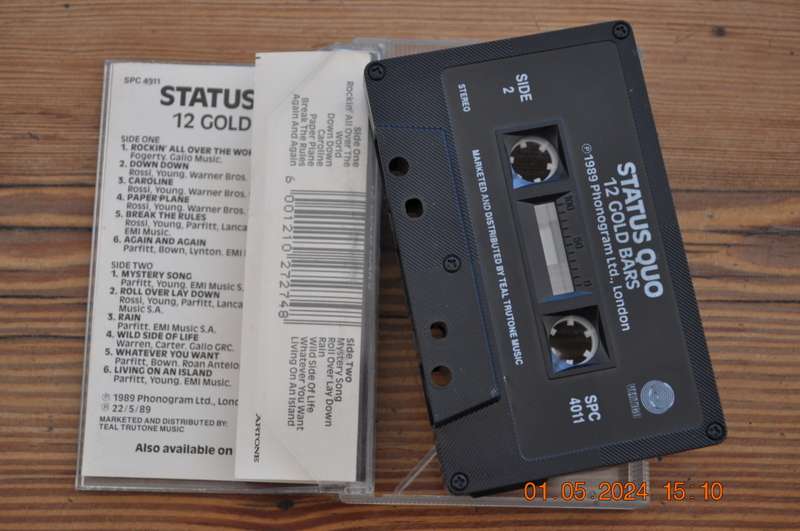 SPC 4911
STATUS
12 GOLD
SIDE ONE
1. ROCKIN' ALL OVER THE WOR
Fogerty. Gallo Music.
2. DOWN DOWN
Rossi, Young. Warner Bros.
3. CAROLINE
Rossi, Young. Warner Bros.
4. PAPER PLANE
Rossi, Young. Warner Bros.
5. BREAK THE RULES
Rossi, Young, Parfitt, Lanca
EMI Music.
6. AGAIN AND AGAIN
Parfitt, Bown, Lynton. EMI
SIDE TWO
1. MYSTERY SONG
Parfitt, Young. EMI Music S.
2. ROLL OVER LAY DOWN
Rossi, Young, Parfitt, Lanca
Music S.A.
3. RAIN
Parfitt. EMI Music S.A.
4. WILD SIDE OF LIFE
Warren, Carter. Gallo GRC.
5. WHATEVER YOU WANT
Parfitt, Bown. Roan Antelo
6. LIVING ON AN ISLAND
Parfitt, Young. EMI Music.
℗ 1989 Phonogram Ltd., Lond
℗ 22/5/89
MARKETED AND DISTRIBUTED BY:
TEAL TRUTONE MUSIC
Also available on
Side One
Rockin' All Over The
World
Down Down
Caroline
Paper Plane
Break The Rules
Again And Again
6 001210 272748
Side Two
Mystery Song
Roll Over Lay Down
Rain
Wild Side Of Life
Whatever You Want
Living On An Island
ARTONE
SIDE
2
STEREO
STATUS QUO
12 GOLD BARS
℗1989 Phonogram Ltd., London
100
50
0
MARKETED AND DISTRIBUTED BY TEAL TRUTONE MUSIC
SPC
4011
vertigo
01.05.2024 15.10